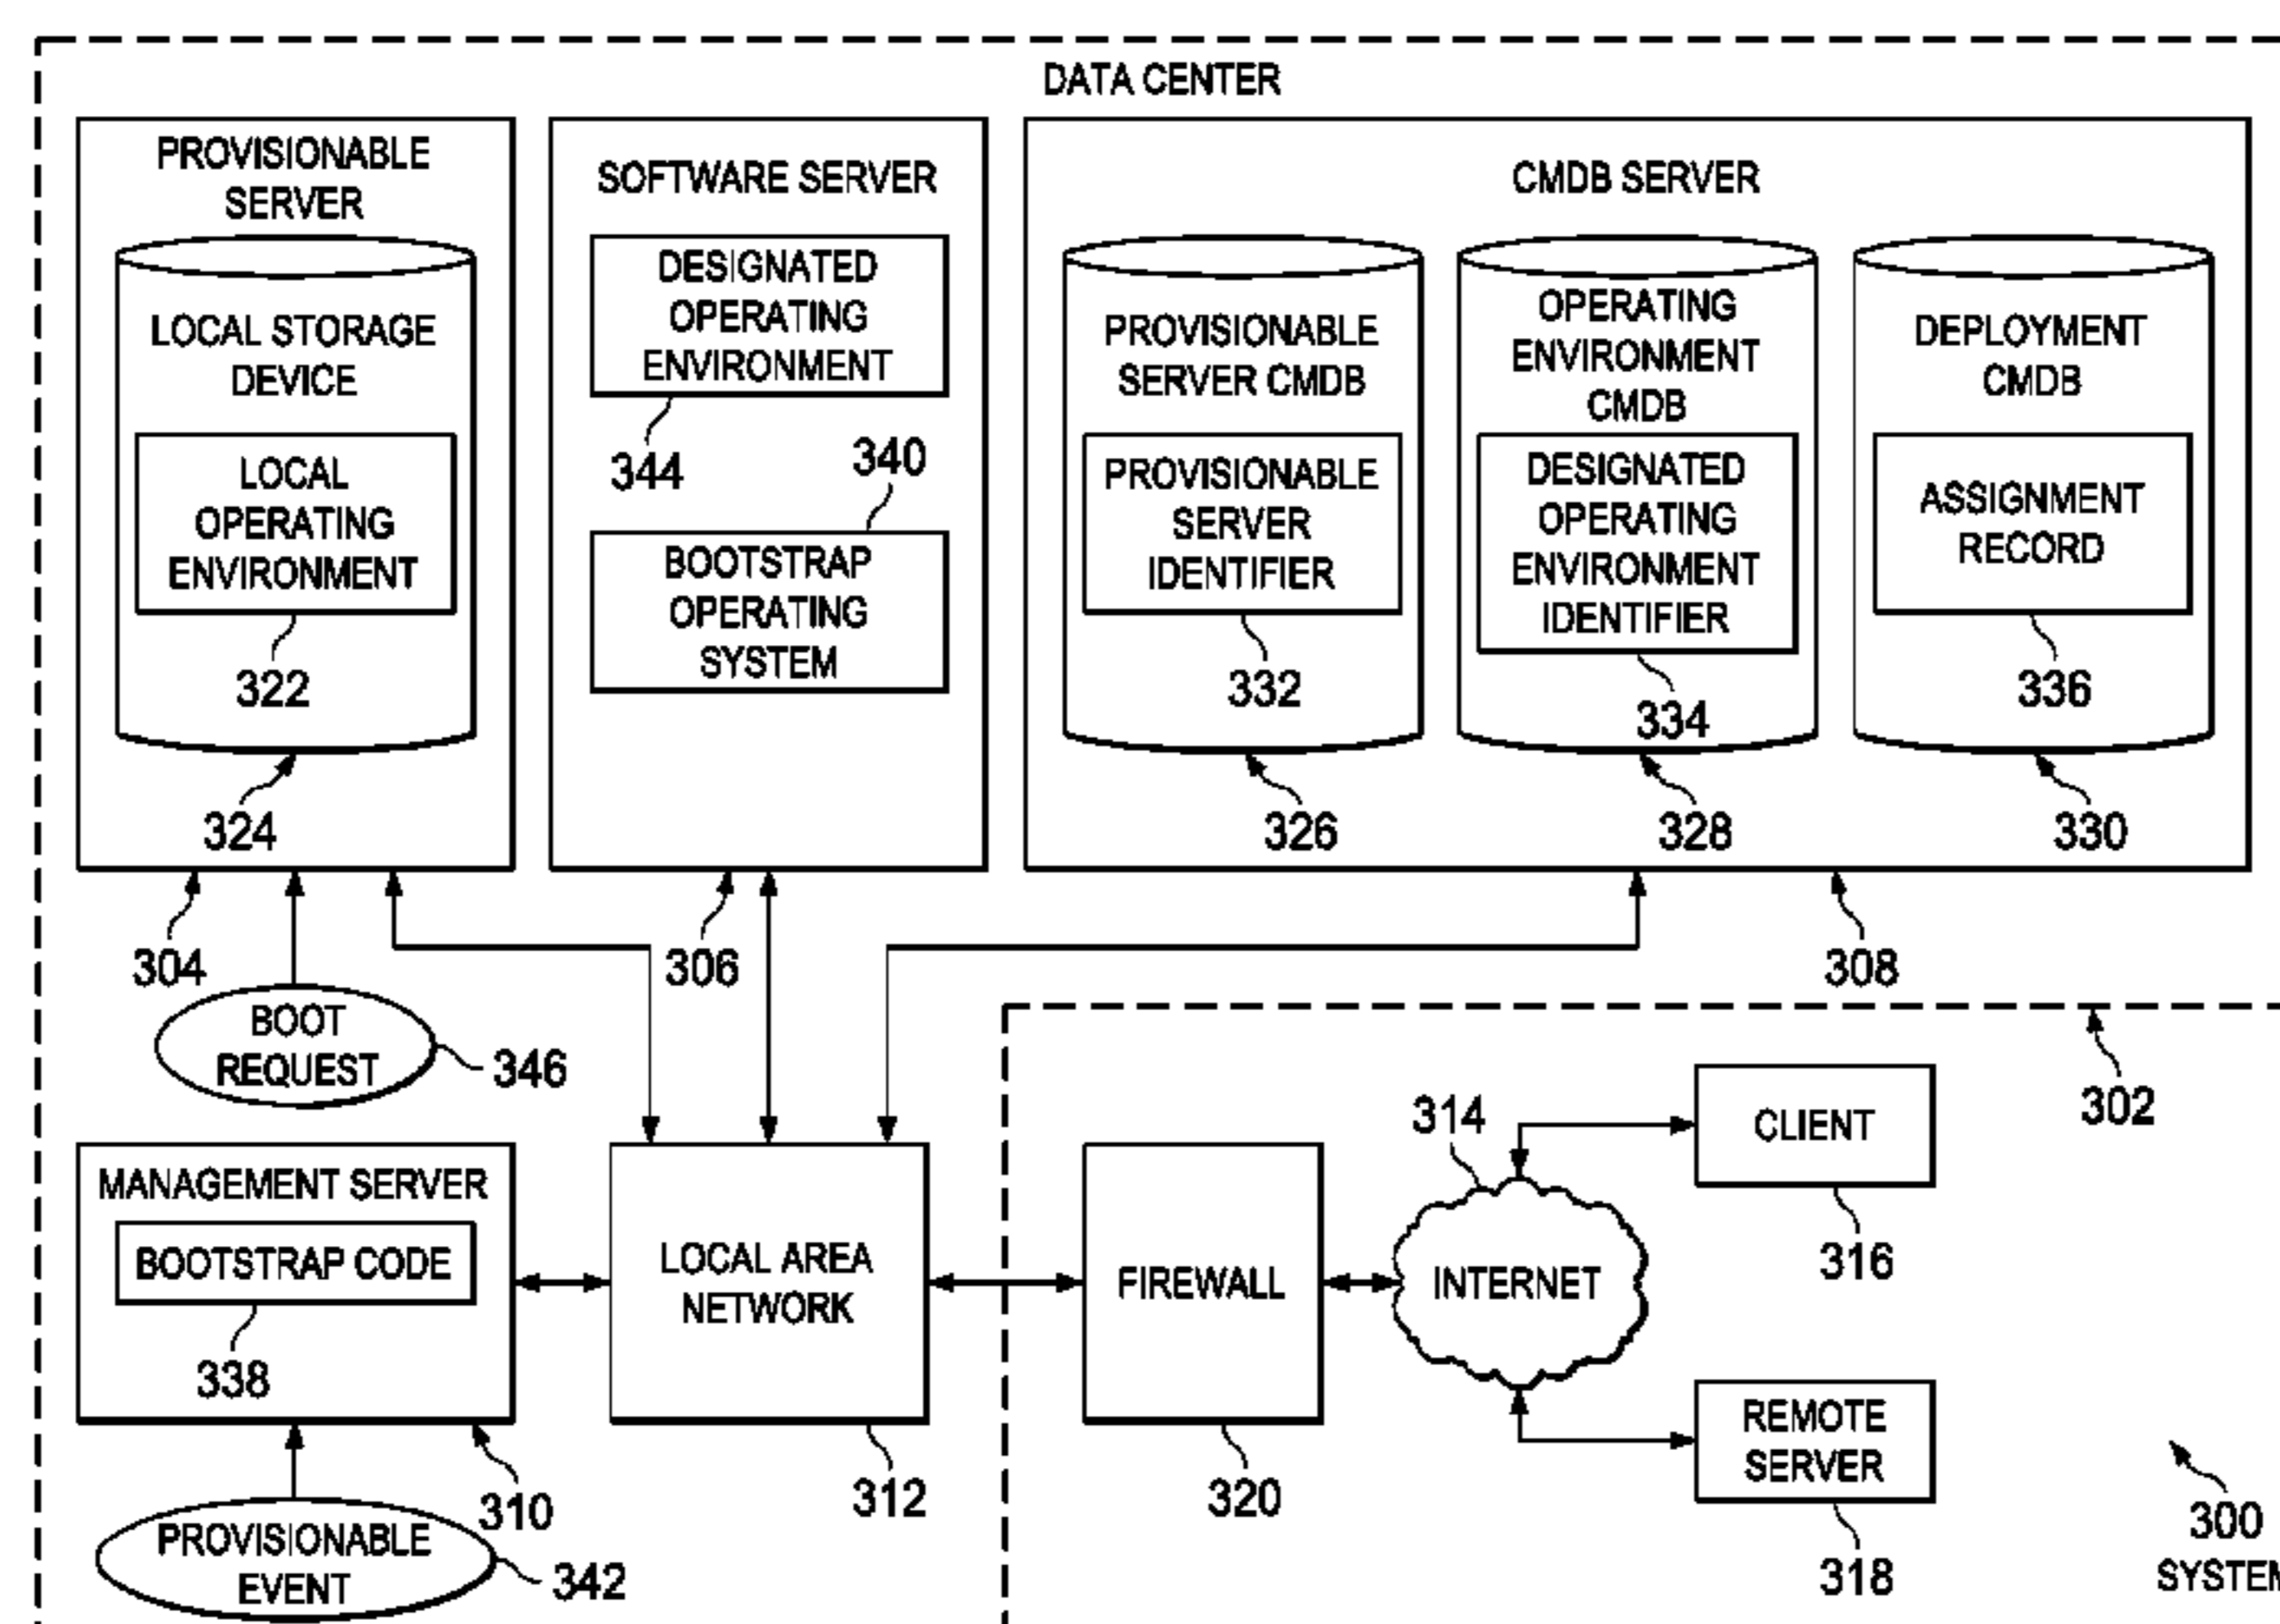 DATA CENTER
PROVISIONABLE
SERVER
LOCAL STORAGE
DEVICE
LOCAL
OPERATING
ENVIRONMENT
322
324
304
SOFTWARE SERVER
DESIGNATED
OPERATING
ENVIRONMENT
344
340
BOOTSTRAP
OPERATING
SYSTEM
306
CMDB SERVER
PROVISIONABLE
SERVER CMDB
PROVISIONABLE
SERVER
IDENTIFIER
332
326
OPERATING
ENVIRONMENT
CMDB
DESIGNATED
OPERATING
ENVIRONMENT
IDENTIFIER
334
328
DEPLOYMENT
CMDB
ASSIGNMENT
RECORD
336
330
308
BOOT
REQUEST
346
302
MANAGEMENT SERVER
BOOTSTRAP CODE
338
310
PROVISIONABLE
EVENT
342
LOCAL AREA
NETWORK
312
FIREWALL
320
314
INTERNET
CLIENT
316
REMOTE
SERVER
318
300
SYSTEM